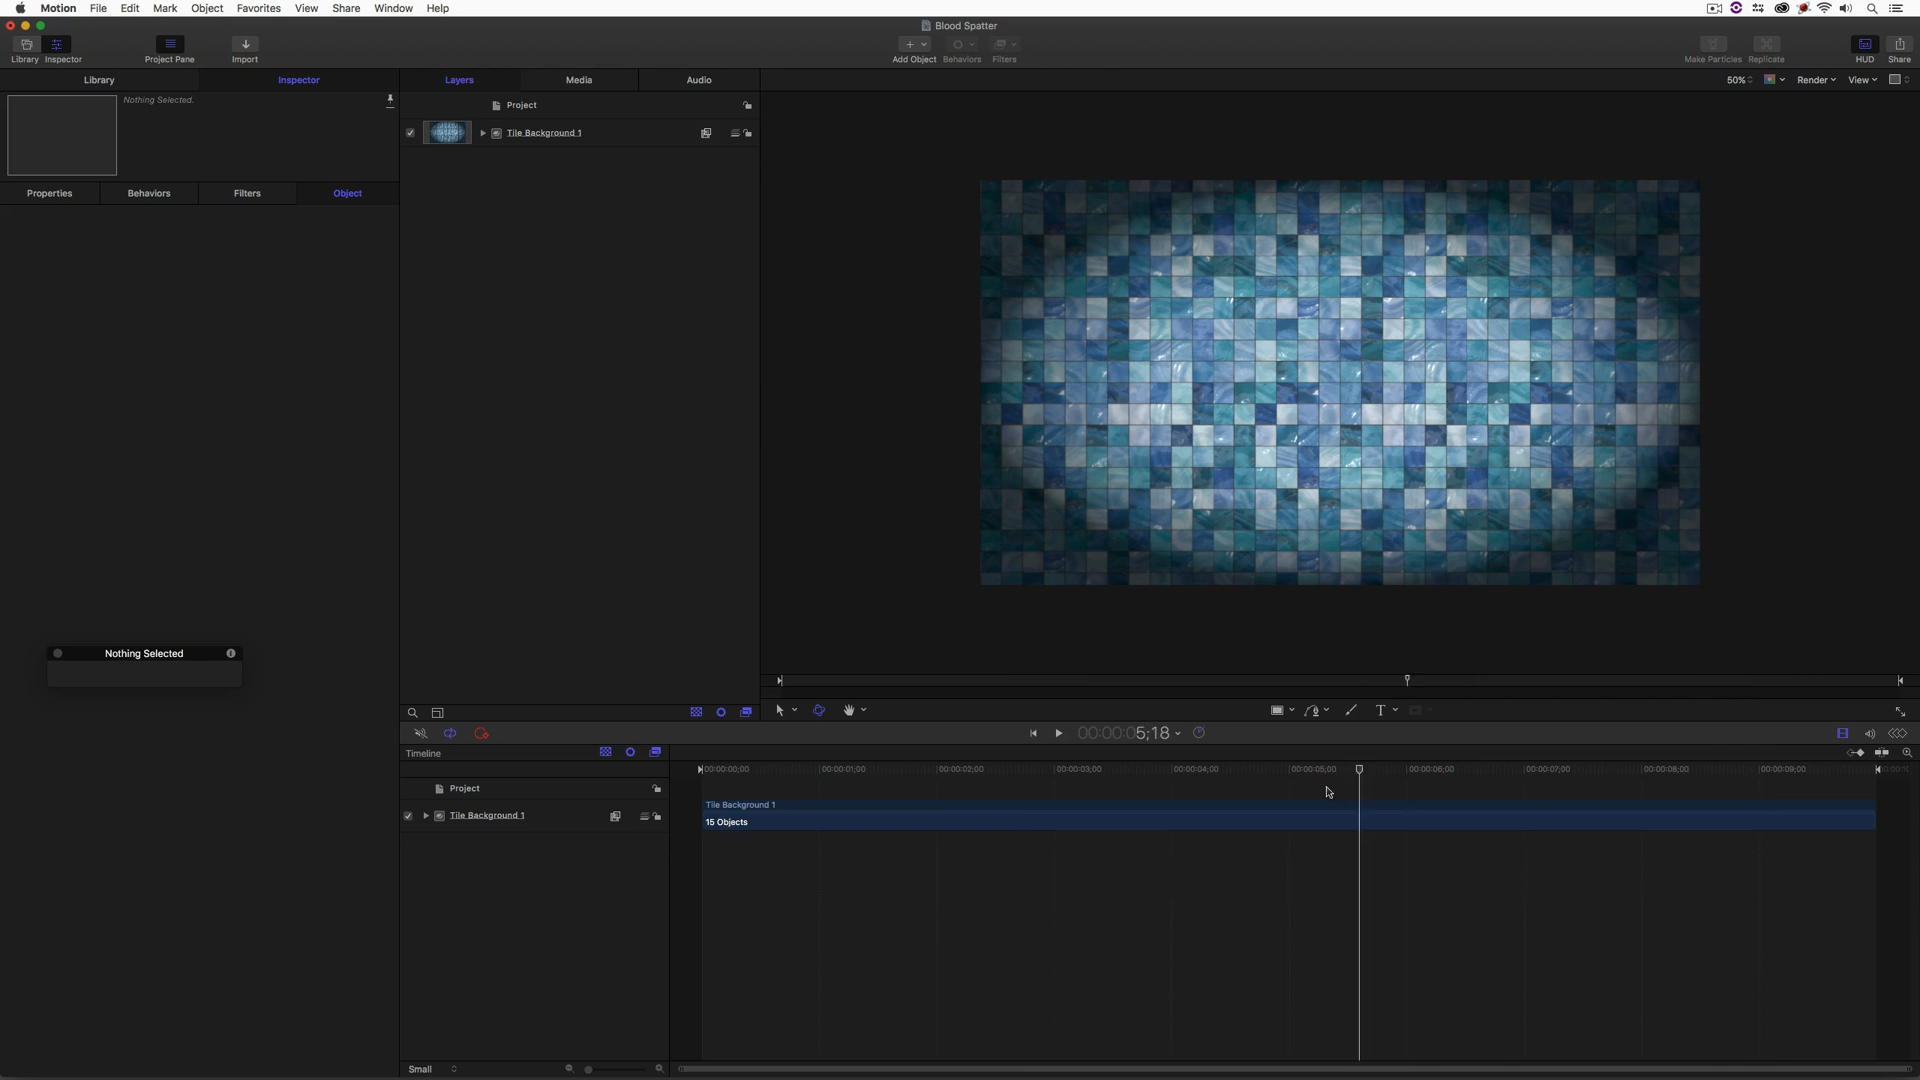 Motion File Edit Mark Object Favorites View Share Window Help
Blood Spatter
Library Inspector Project Pane Import Add Object Behaviors Filters Make Particles Replicate HUD Share
Library Inspector Layers Media Audio 50% Render View
Nothing Selected.
Project
Tile Background 1
Properties Behaviors Filters Object
Nothing Selected
00:00:05;18
Timeline
00:00:00;00 00:00:01;00 00:00:02;00 00:00:03;00 00:00:04;00 00:00:05;00 00:00:06;00 00:00:07;00 00:00:08;00 00:00:09;00
Project
Tile Background 1
Tile Background 1
15 Objects
Small